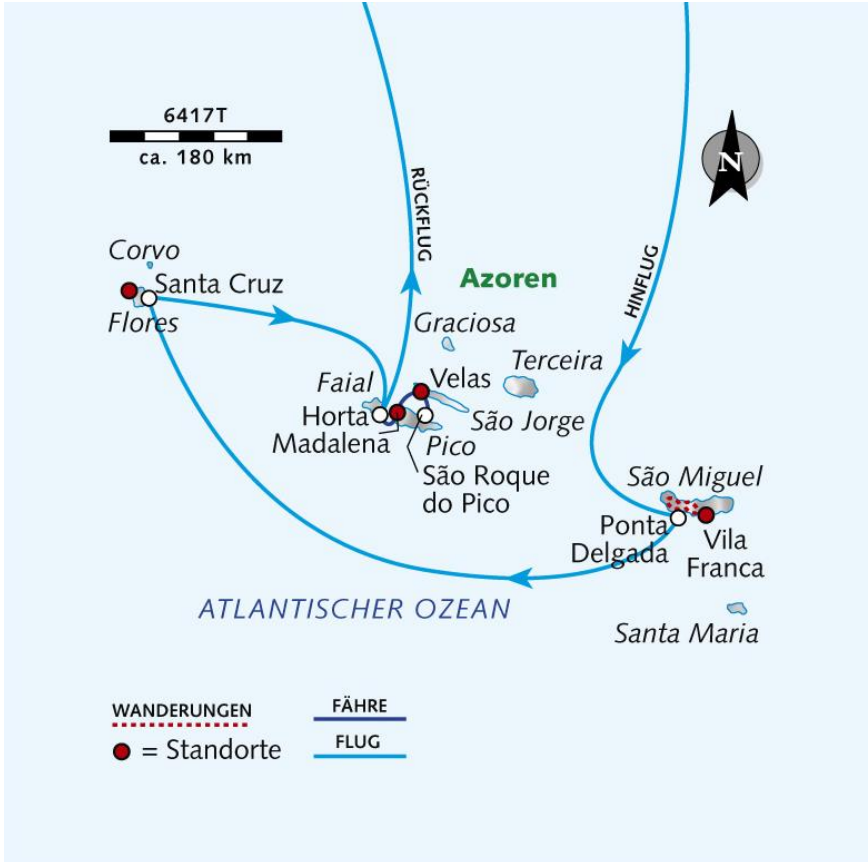 6417T
ca. 180 km
N
RÜCKFLUG
HINFLUG
Corvo
Santa Cruz
Flores
Azoren
Graciosa
Terceira
Faial
Velas
Horta
São Jorge
Madalena
Pico
São Roque
do Pico
São Miguel
Ponta
Delgada
Vila
Franca
ATLANTISCHER OZEAN
Santa Maria
WANDERUNGEN
FÄHRE
= Standorte
FLUG